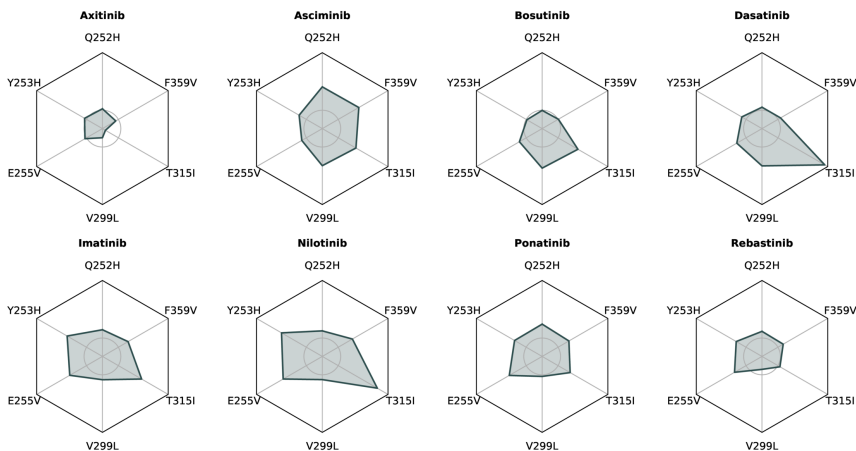 Axitinib
Asciminib
Bosutinib
Dasatinib
Q252H
Q252H
Q252H
Q252H
Y253H
F359V
Y253H
F359V
Y253H
F359V
Y253H
F359V
E255V
T315I
E255V
T315I
E255V
T315I
E255V
T315I
V299L
V299L
V299L
V299L
Imatinib
Nilotinib
Ponatinib
Rebastinib
Q252H
Q252H
Q252H
Q252H
Y253H
F359V
Y253H
F359V
Y253H
F359V
Y253H
F359V
E255V
T315I
E255V
T315I
E255V
T315I
E255V
T315I
V299L
V299L
V299L
V299L